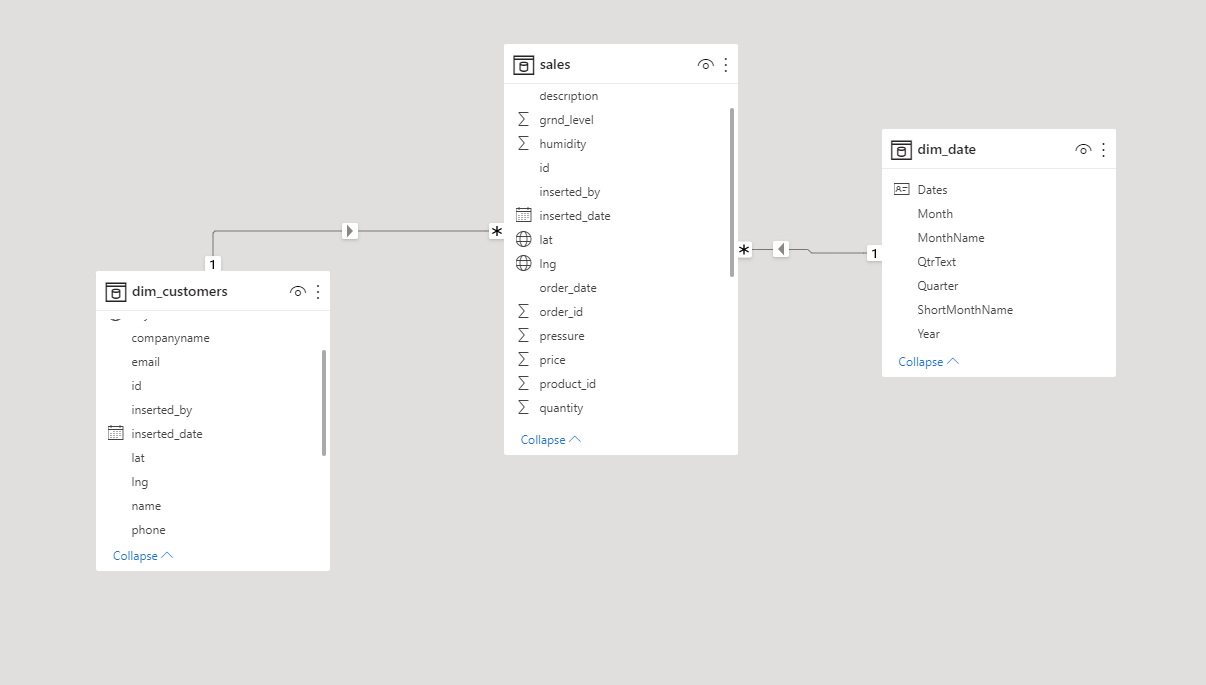 sales
description
grnd_level
humidity
id
inserted_by
inserted_date
lat
lng
order_date
order_id
pressure
price
product_id
quantity
Collapse
*
*
1
1
dim_customers
companyname
email
id
inserted_by
inserted_date
lat
lng
name
phone
Collapse
dim_date
Dates
Month
MonthName
QtrText
Quarter
ShortMonthName
Year
Collapse